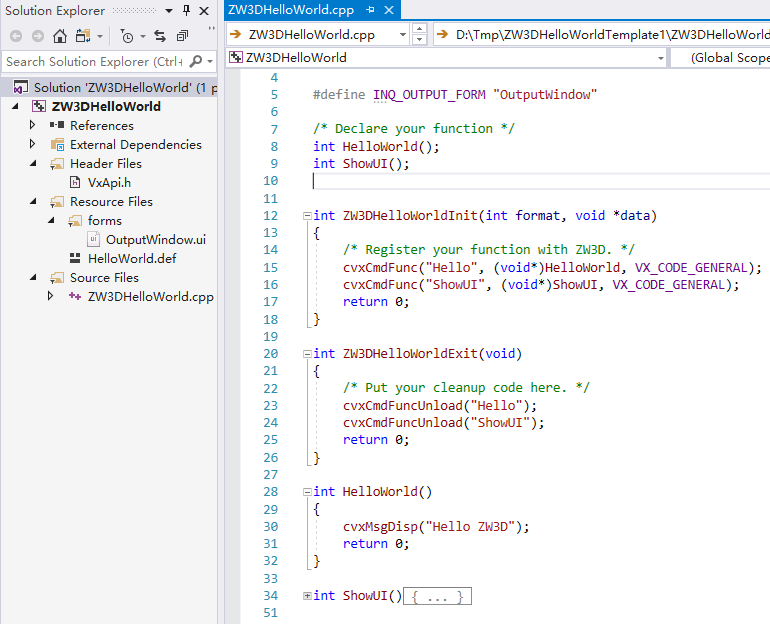 Solution Explorer
Search Solution Explorer (Ctrl+
Solution 'ZW3DHelloWorld' (1 p
ZW3DHelloWorld
References
External Dependencies
Header Files
VxApi.h
Resource Files
forms
OutputWindow.ui
HelloWorld.def
Source Files
ZW3DHelloWorld.cpp
ZW3DHelloWorld.cpp
ZW3DHelloWorld.cpp
D:\Tmp\ZW3DHelloWorldTemplate1\ZW3DHelloWorld
ZW3DHelloWorld
(Global Scope
4
5 #define INQ_OUTPUT_FORM "OutputWindow"
6
7 /* Declare your function */
8 int HelloWorld();
9 int ShowUI();
10
11
12 int ZW3DHelloWorldInit(int format, void *data)
13 {
14 /* Register your function with ZW3D. */
15 cvxCmdFunc("Hello", (void*)HelloWorld, VX_CODE_GENERAL);
16 cvxCmdFunc("ShowUI", (void*)ShowUI, VX_CODE_GENERAL);
17 return 0;
18 }
19
20 int ZW3DHelloWorldExit(void)
21 {
22 /* Put your cleanup code here. */
23 cvxCmdFuncUnload("Hello");
24 cvxCmdFuncUnload("ShowUI");
25 return 0;
26 }
27
28 int HelloWorld()
29 {
30 cvxMsgDisp("Hello ZW3D");
31 return 0;
32 }
33
34 int ShowUI(){ ... }
51